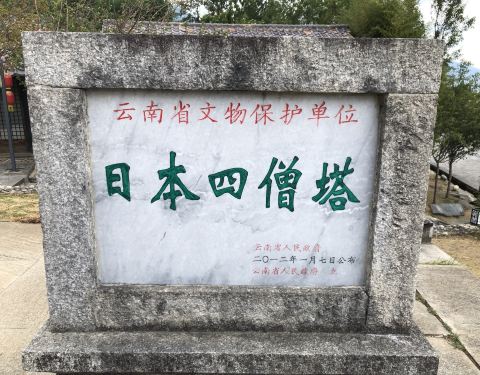 云南省文物保护单位
日本四僧塔
云南省人民政府
二〇一二年一月七日公布
云南省人民政府 立